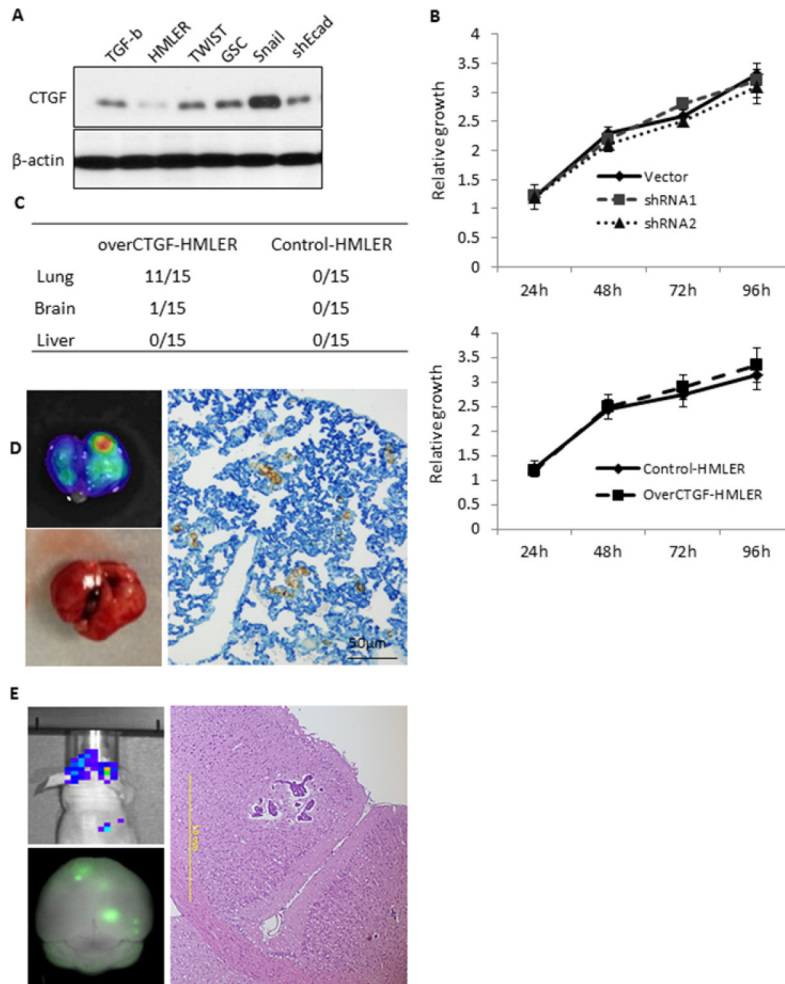 A
TGF-b HMLER TWIST GSC Snail shEcad
CTGF
β-actin
B
Relative growth
4
3.5
3
2.5
2
1.5
1
0.5
0
Vector
shRNA1
shRNA2
24h 48h 72h 96h
Relative growth
4
3.5
3
2.5
2
1.5
1
0.5
0
Control-HMLER
OverCTGF-HMLER
24h 48h 72h 96h
C
overCTGF-HMLER Control-HMLER
Lung 11/15 0/15
Brain 1/15 0/15
Liver 0/15 0/15
D
50µm
E